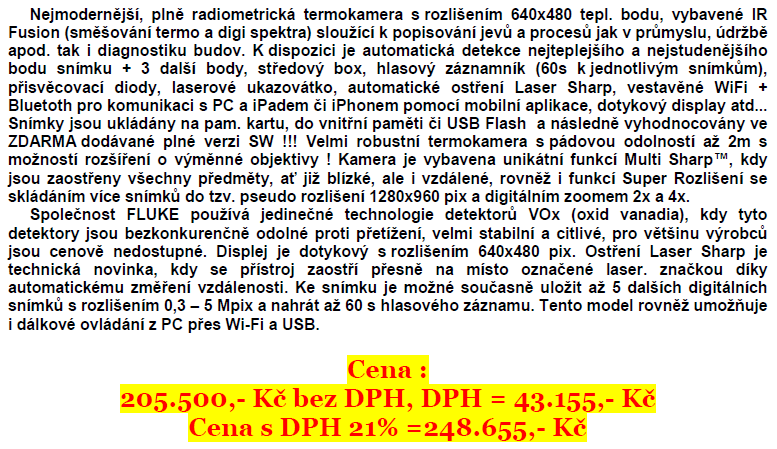 Nejmodernější, plně radiometrická termokamera s rozlišením 640x480 tepl. bodu, vybavené IR
Fusion (směšování termo a digi spektra) sloužící k popisování jevů a procesů jak v průmyslu, údržbě
apod. tak i diagnostiku budov. K dispozici je automatická detekce nejteplejšího a nejstudenějšího
bodu snímku + 3 další body, středový box, hlasový záznamník (60s k jednotlivým snímkům),
přisvěcovací diody, laserové ukazovátko, automatické ostření Laser Sharp, vestavěné WiFi +
Bluetoth pro komunikaci s PC a iPadem či iPhonem pomocí mobilní aplikace, dotykový display atd...
Snímky jsou ukládány na pam. kartu, do vnitřní paměti či USB Flash a následně vyhodnocovány ve
ZDARMA dodávané plné verzi SW !!! Velmi robustní termokamera s pádovou odolností až 2m s
možností rozšíření o výměnné objektivy ! Kamera je vybavena unikátní funkcí Multi Sharp™, kdy
jsou zaostřeny všechny předměty, ať již blízké, ale i vzdálené, rovněž i funkcí Super Rozlišení se
skládáním více snímků do tzv. pseudo rozlišení 1280x960 pix a digitálním zoomem 2x a 4x.
Společnost FLUKE používá jedinečné technologie detektorů VOx (oxid vanadia), kdy tyto
detektory jsou bezkonkurenčně odolné proti přetížení, velmi stabilní a citlivé, pro většinu výrobců
jsou cenově nedostupné. Displej je dotykový s rozlišením 640x480 pix. Ostření Laser Sharp je
technická novinka, kdy se přístroj zaostří přesně na místo označené laser. značkou díky
automatickému změření vzdálenosti. Ke snímku je možné současně uložit až 5 dalších digitálních
snímků s rozlišením 0,3 – 5 Mpix a nahrát až 60 s hlasového záznamu. Tento model rovněž umožňuje
i dálkové ovládání z PC přes Wi-Fi a USB.
Cena :
205.500,- Kč bez DPH, DPH = 43.155,- Kč
Cena s DPH 21% =248.655,- Kč